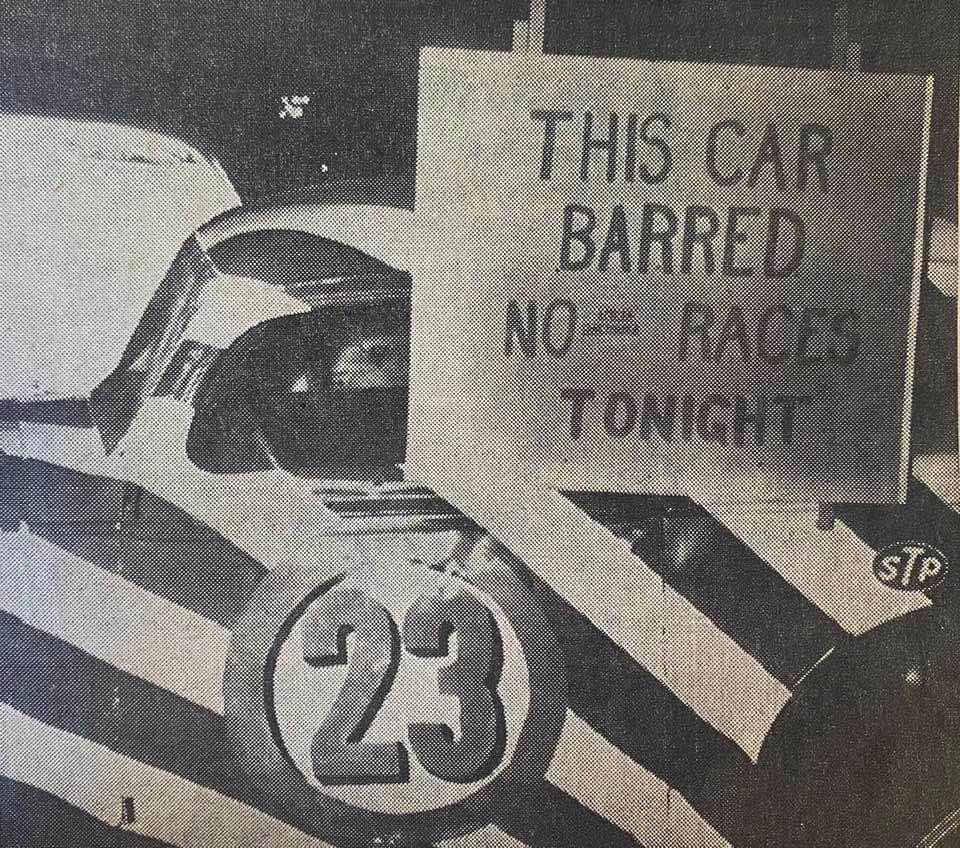 THIS CAR
BARRED
NO RACES
TONIGHT
STP
23